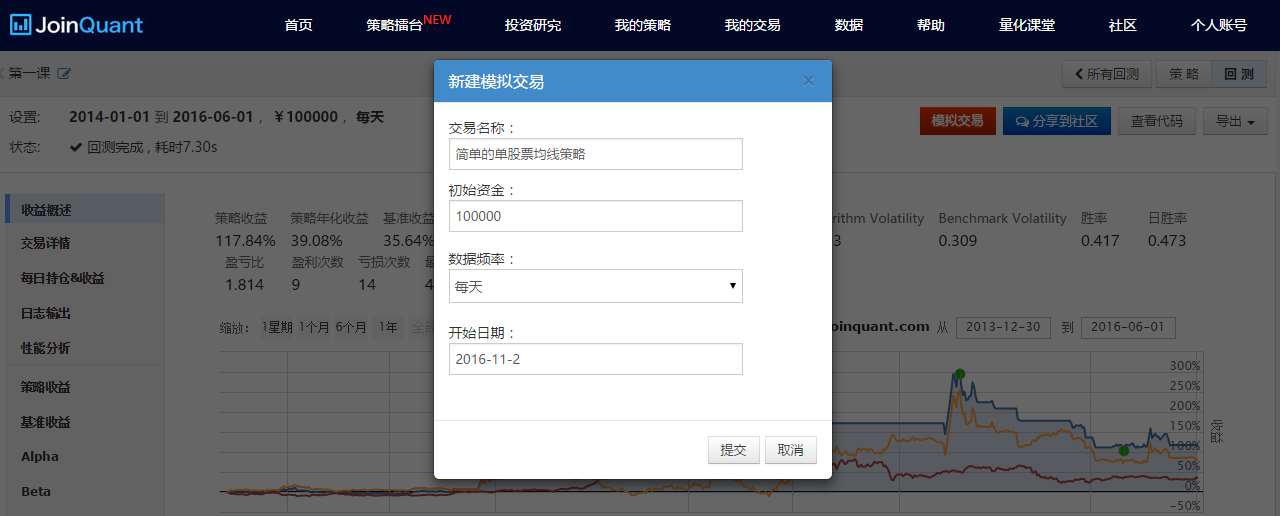 JoinQuant 首页 策略擂台NEW 投资研究 我的策略 我的交易 数据 帮助 量化课堂 社区 个人账号
第一课 所有回测 策 略 回 测
新建模拟交易 ×
设置: 2014-01-01 到 2016-06-01 , ￥100000 , 每天
模拟交易 分享到社区 查看代码 导出
状态: 回测完成 , 耗时7.30s
交易名称：
简单的单股票均线策略
初始资金：
100000
数据频率：
每天
开始日期：
2016-11-2
提交 取消
收益概述
交易详情
每日持仓&收益
日志输出
性能分析
策略收益
基准收益
Alpha
Beta
策略收益 策略年化收益 基准收益 rithm Volatility Benchmark Volatility 胜率 日胜率
117.84% 39.08% 35.64% 3 0.309 0.417 0.473
盈亏比 盈利次数 亏损次数 最
1.814 9 14 4
缩放: 1星期 1个月 6个月 1年 全部 oinquant.com 从 2013-12-30 到 2016-06-01
300%
250%
200%
150%
100%
50%
0%
-50%